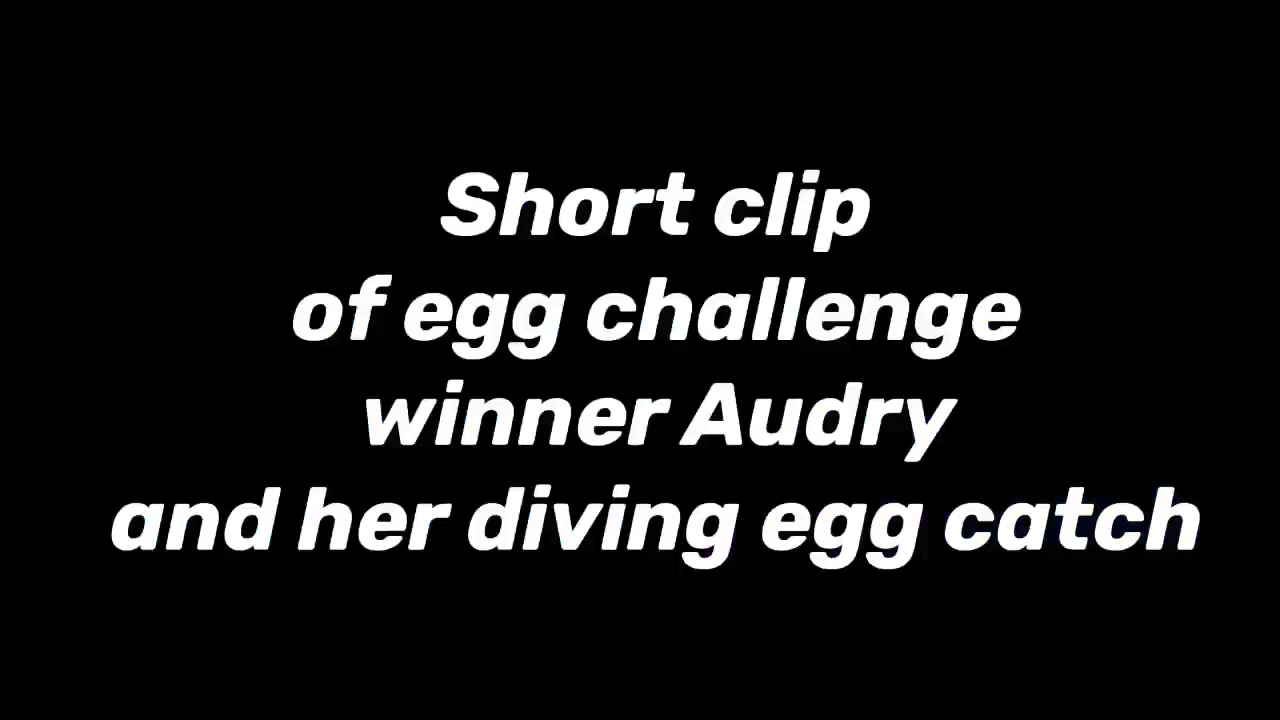 Short clip
of egg challenge
winner Audry
and her diving egg catch